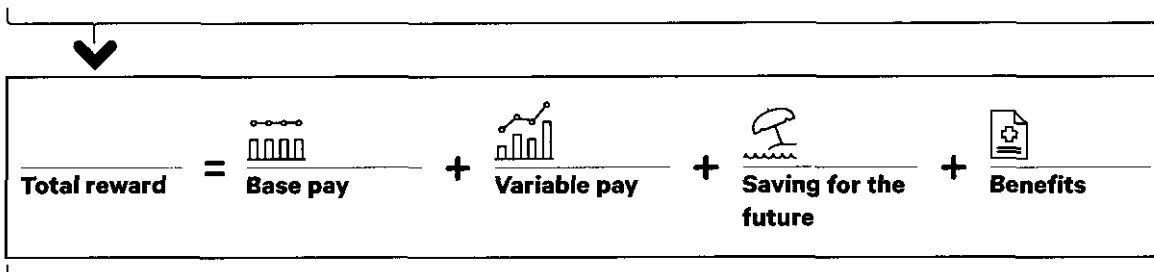 Total reward = Base pay + Variable pay + Saving for the + Benefits
future